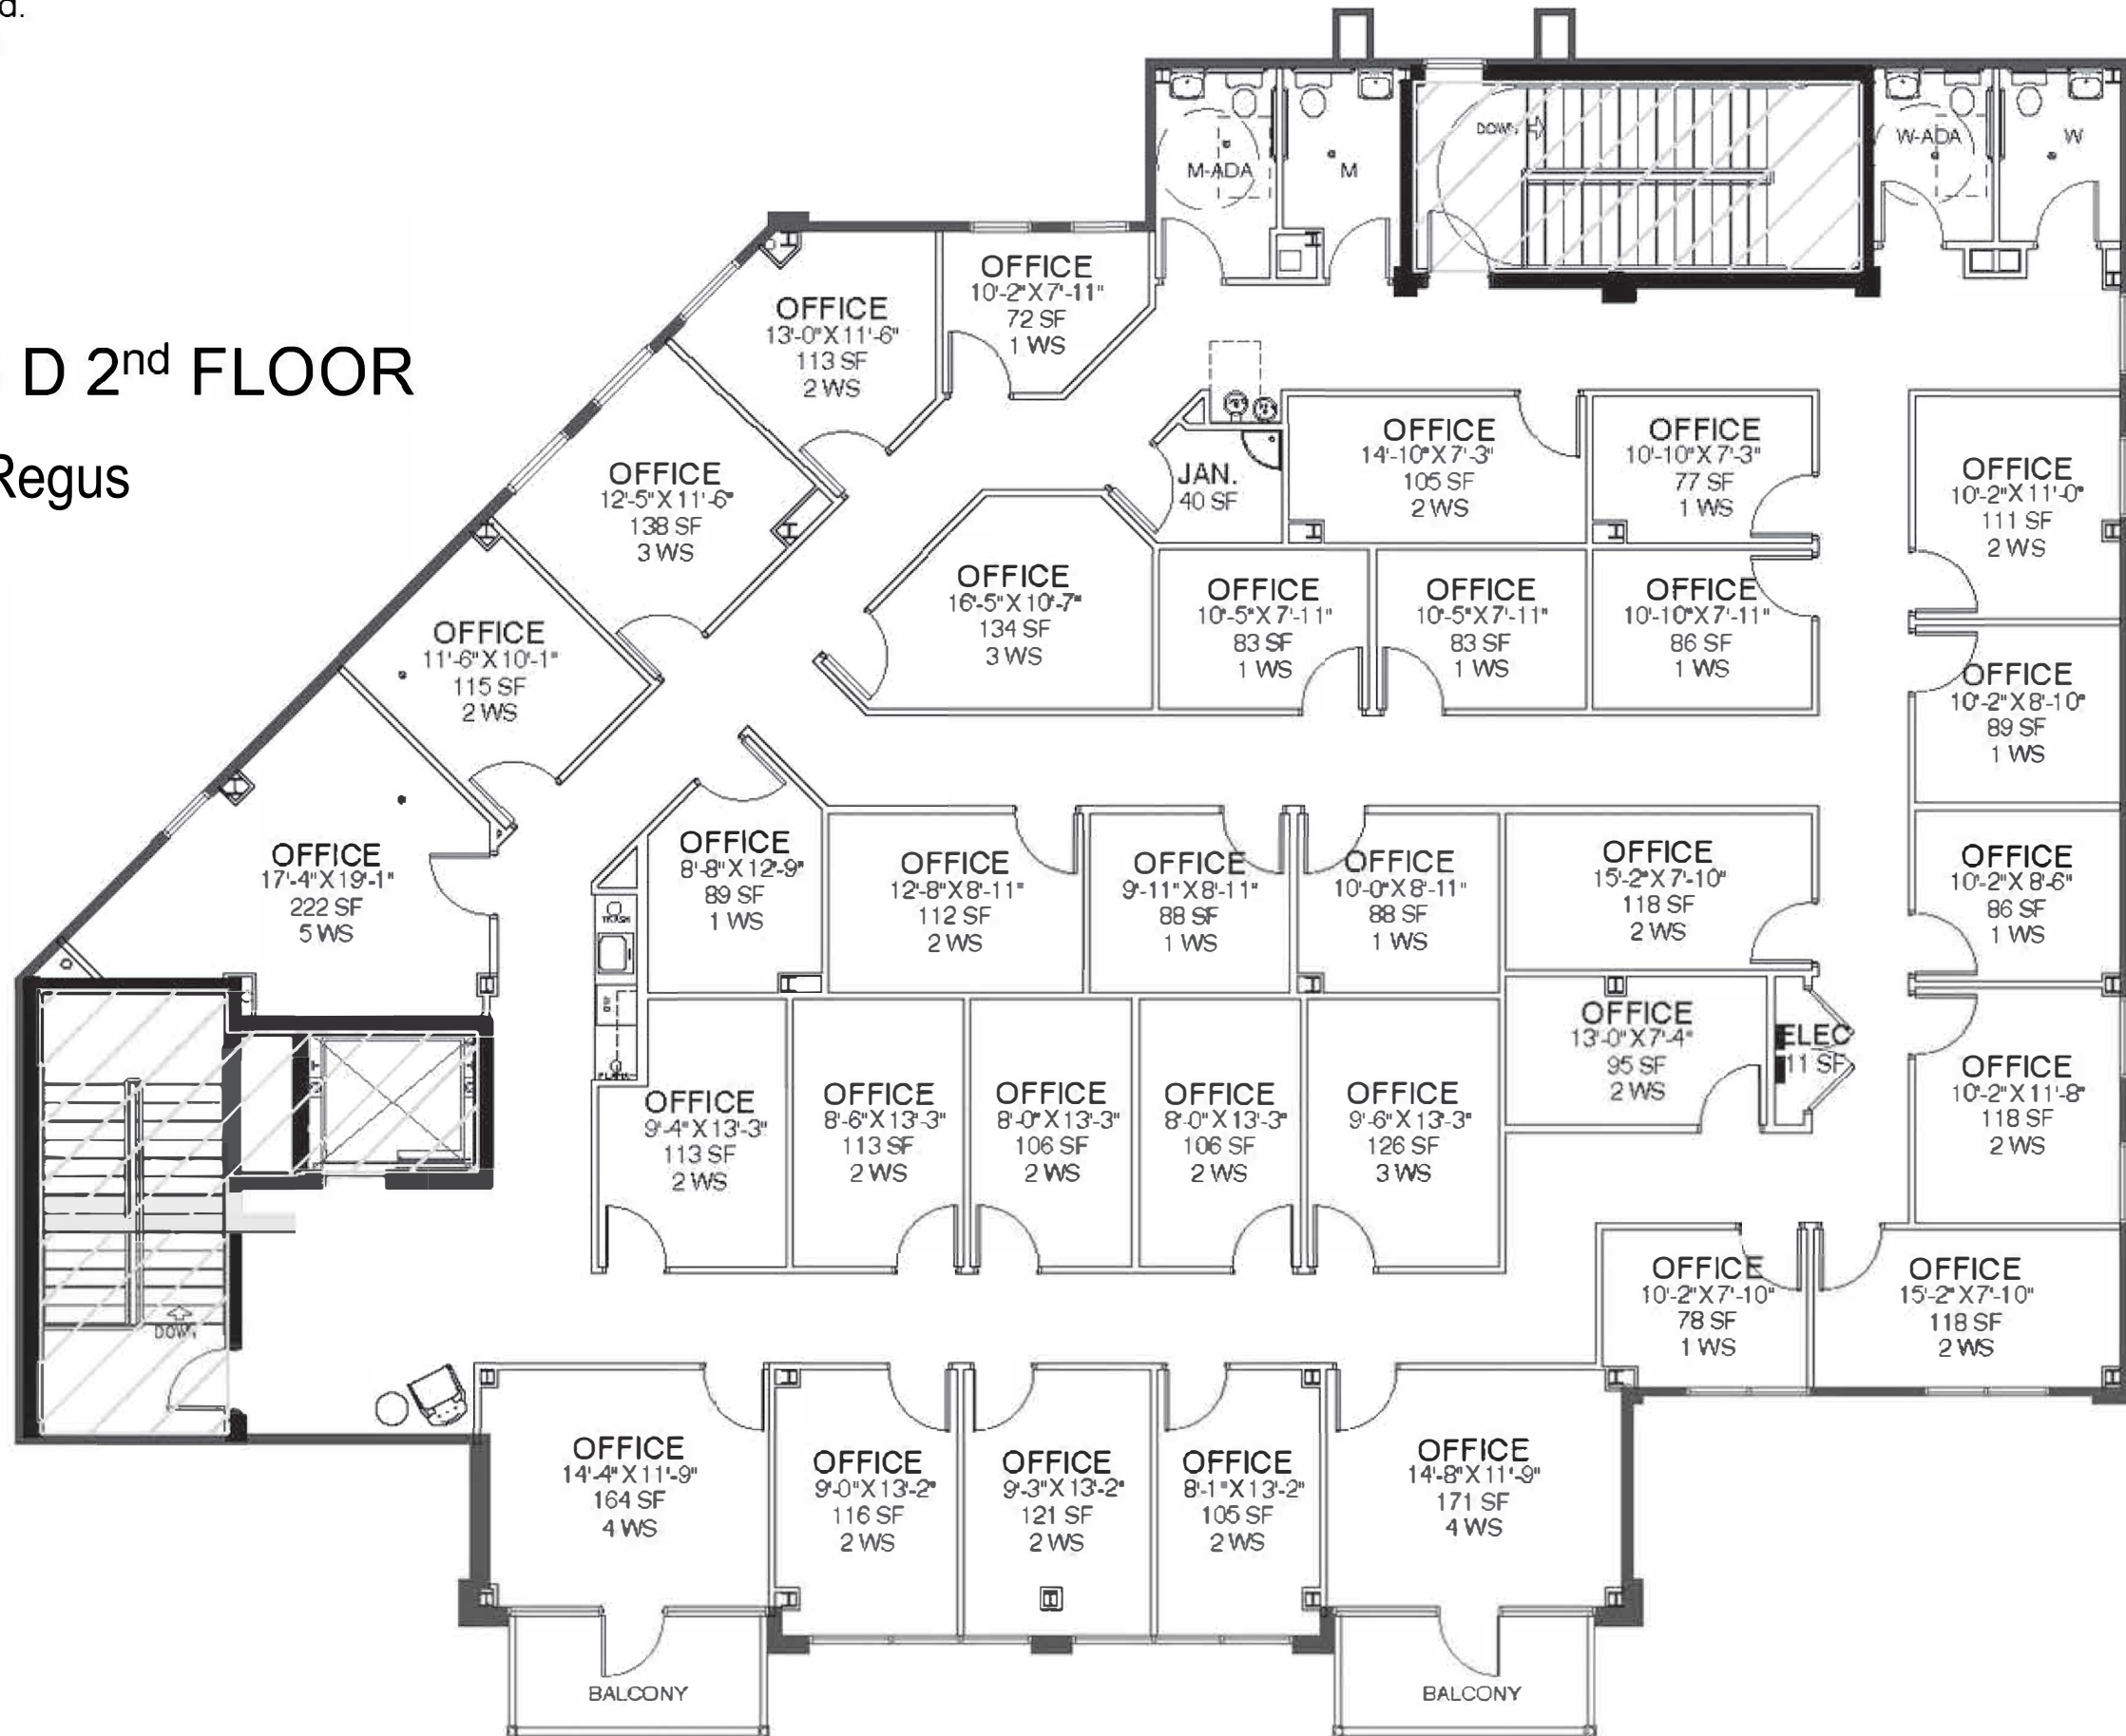 d.
D 2nd FLOOR
Regus
M-ADA
M
DOWN
W-ADA
W
OFFICE
10'-2"X7'-11"
72 SF
1 WS
OFFICE
13'-0"X11'-6"
113 SF
2 WS
OFFICE
12'-5"X11'-6"
138 SF
3 WS
OFFICE
11'-6"X10'-1"
115 SF
2 WS
OFFICE
17'-4"X19'-1"
222 SF
5 WS
JAN.
40 SF
OFFICE
14'-10"X7'-3"
105 SF
2 WS
OFFICE
10'-10"X7'-3"
77 SF
1 WS
OFFICE
10'-2"X11'-0"
111 SF
2 WS
OFFICE
16'-5"X10'-7"
134 SF
3 WS
OFFICE
10'-5"X7'-11"
83 SF
1 WS
OFFICE
10'-5"X7'-11"
83 SF
1 WS
OFFICE
10'-10"X7'-11"
86 SF
1 WS
OFFICE
10'-2"X8'-10"
89 SF
1 WS
OFFICE
8'-8"X12'-9"
89 SF
1 WS
OFFICE
12'-8"X8'-11"
112 SF
2 WS
OFFICE
9'-11"X8'-11"
88 SF
1 WS
OFFICE
10'-0"X8'-11"
88 SF
1 WS
OFFICE
15'-2"X7'-10"
118 SF
2 WS
OFFICE
10'-2"X8'-6"
86 SF
1 WS
TRASH
OFFICE
13'-0"X7'-4"
95 SF
2 WS
ELEC
11 SF
OFFICE
10'-2"X11'-8"
118 SF
2 WS
OFFICE
9'-4"X13'-3"
113 SF
2 WS
OFFICE
8'-6"X13'-3"
113 SF
2 WS
OFFICE
8'-0"X13'-3"
106 SF
2 WS
OFFICE
8'-0"X13'-3"
106 SF
2 WS
OFFICE
9'-6"X13'-3"
126 SF
3 WS
OFFICE
10'-2"X7'-10"
78 SF
1 WS
OFFICE
15'-2"X7'-10"
118 SF
2 WS
DOWN
OFFICE
14'-4"X11'-9"
164 SF
4 WS
OFFICE
9'-0"X13'-2"
116 SF
2 WS
OFFICE
9'-3"X13'-2"
121 SF
2 WS
OFFICE
8'-1"X13'-2"
105 SF
2 WS
OFFICE
14'-8"X11'-9"
171 SF
4 WS
BALCONY
BALCONY